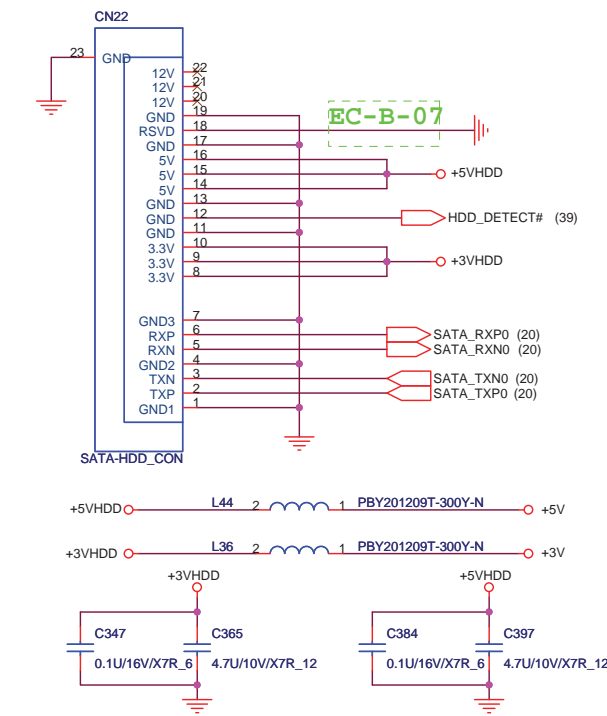 CN22
23 GND
12V 22
12V 21
12V 20
GND 19
EC-B-07
RSVD 18
GND 17
5V 16
5V 15 +5VHDD
5V 14
GND 13
GND 12 HDD_DETECT# (39)
GND 11
3.3V 10
3.3V 9 +3VHDD
3.3V 8
GND3 7
RXP 6 SATA_RXP0 (20)
RXN 5 SATA_RXN0 (20)
GND2 4
TXN 3 SATA_TXN0 (20)
TXP 2 SATA_TXP0 (20)
GND1 1
SATA-HDD_CON
+5VHDD L44 2 1 PBY201209T-300Y-N +5V
+3VHDD L36 2 1 PBY201209T-300Y-N +3V
+3VHDD +5VHDD
C347 C365 C384 C397
0.1U/16V/X7R_6 4.7U/10V/X7R_12 0.1U/16V/X7R_6 4.7U/10V/X7R_12